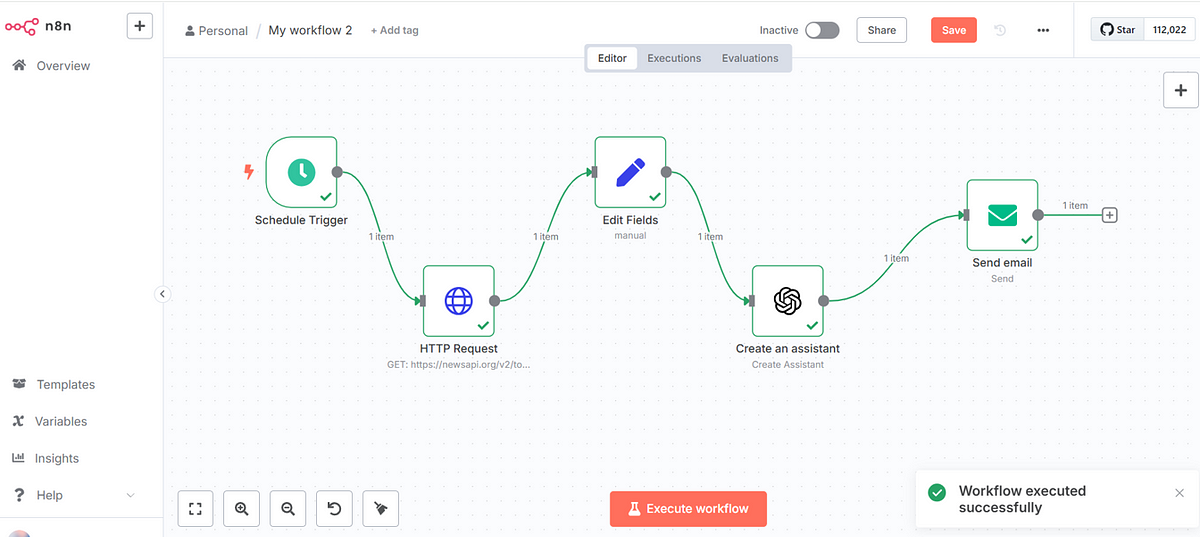 n8n
Personal / My workflow 2 + Add tag
Inactive
Share
Save
Star 112,022
Overview
Editor Executions Evaluations
Schedule Trigger
1 item
HTTP Request
GET: https://newsapi.org/v2/to...
1 item
Edit Fields
manual
1 item
Create an assistant
Create Assistant
1 item
Send email
Send
1 item
Templates
Variables
Insights
Help
Execute workflow
Workflow executed
successfully